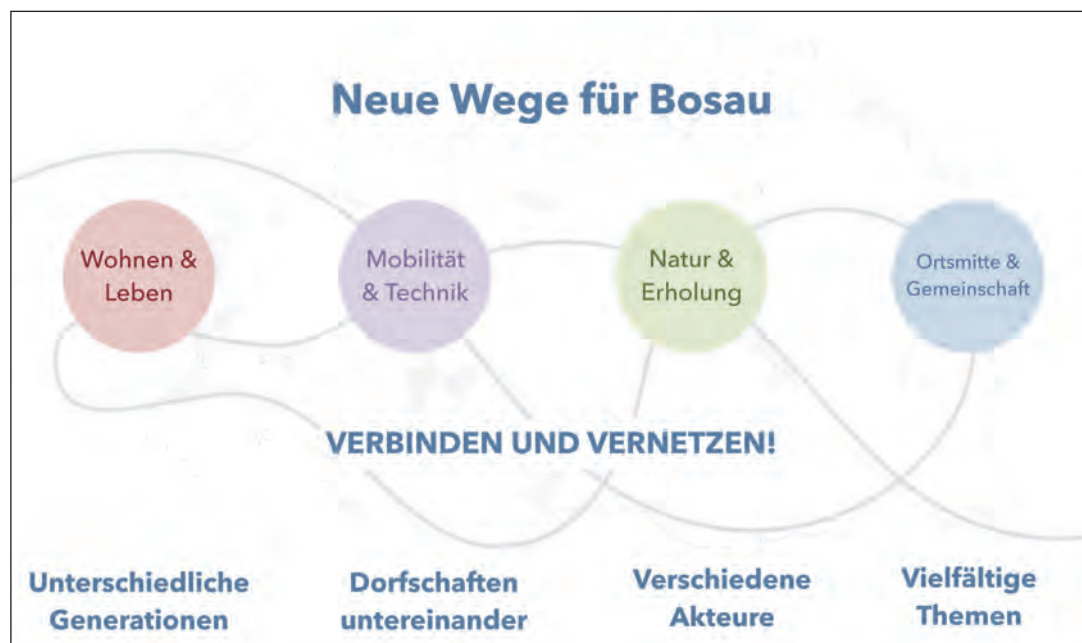 Neue Wege für Bosau
Wohnen &
Leben
Mobilität
& Technik
Natur &
Erholung
Ortsmitte &
Gemeinschaft
VERBINDEN UND VERNETZEN!
Unterschiedliche
Generationen
Dorfschaften
untereinander
Verschiedene
Akteure
Vielfältige
Themen